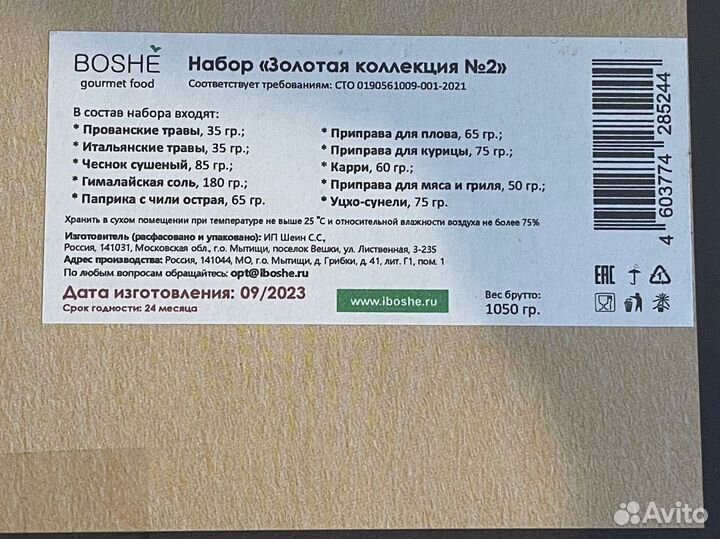 BOSHE
gourmet food
Набор «Золотая коллекция №2»
Соответствует требованиям: СТО 0190561009-001-2021
В состав набора входят:
* Прованские травы, 35 гр.;
* Итальянские травы, 35 гр.;
* Чеснок сушеный, 85 гр.;
* Гималайская соль, 180 гр.;
* Паприка с чили острая, 65 гр.
* Приправа для плова, 65 гр.;
* Приправа для курицы, 75 гр.;
* Карри, 60 гр.;
* Приправа для мяса и гриля, 50 гр.;
* Уцхо-сунели, 75 гр.
Хранить в сухом помещении при температуре не выше 25 °С и относительной влажности воздуха не более 75%
Изготовитель (расфасовано и упаковано): ИП Шеин С.С.,
Россия, 141031, Московская обл., г.о. Мытищи, поселок Вешки, ул. Лиственная, 3-235
Адрес производства: Россия, 141044, МО, г.о. Мытищи, д. Грибки, д. 41, лит. Г1, пом. 1
По любым вопросам обращайтесь: opt@iboshe.ru
Дата изготовления: 09/2023
Срок годности: 24 месяца
www.iboshe.ru
Вес брутто:
1050 гр.
4 603774 285244
EAC
1
Avito